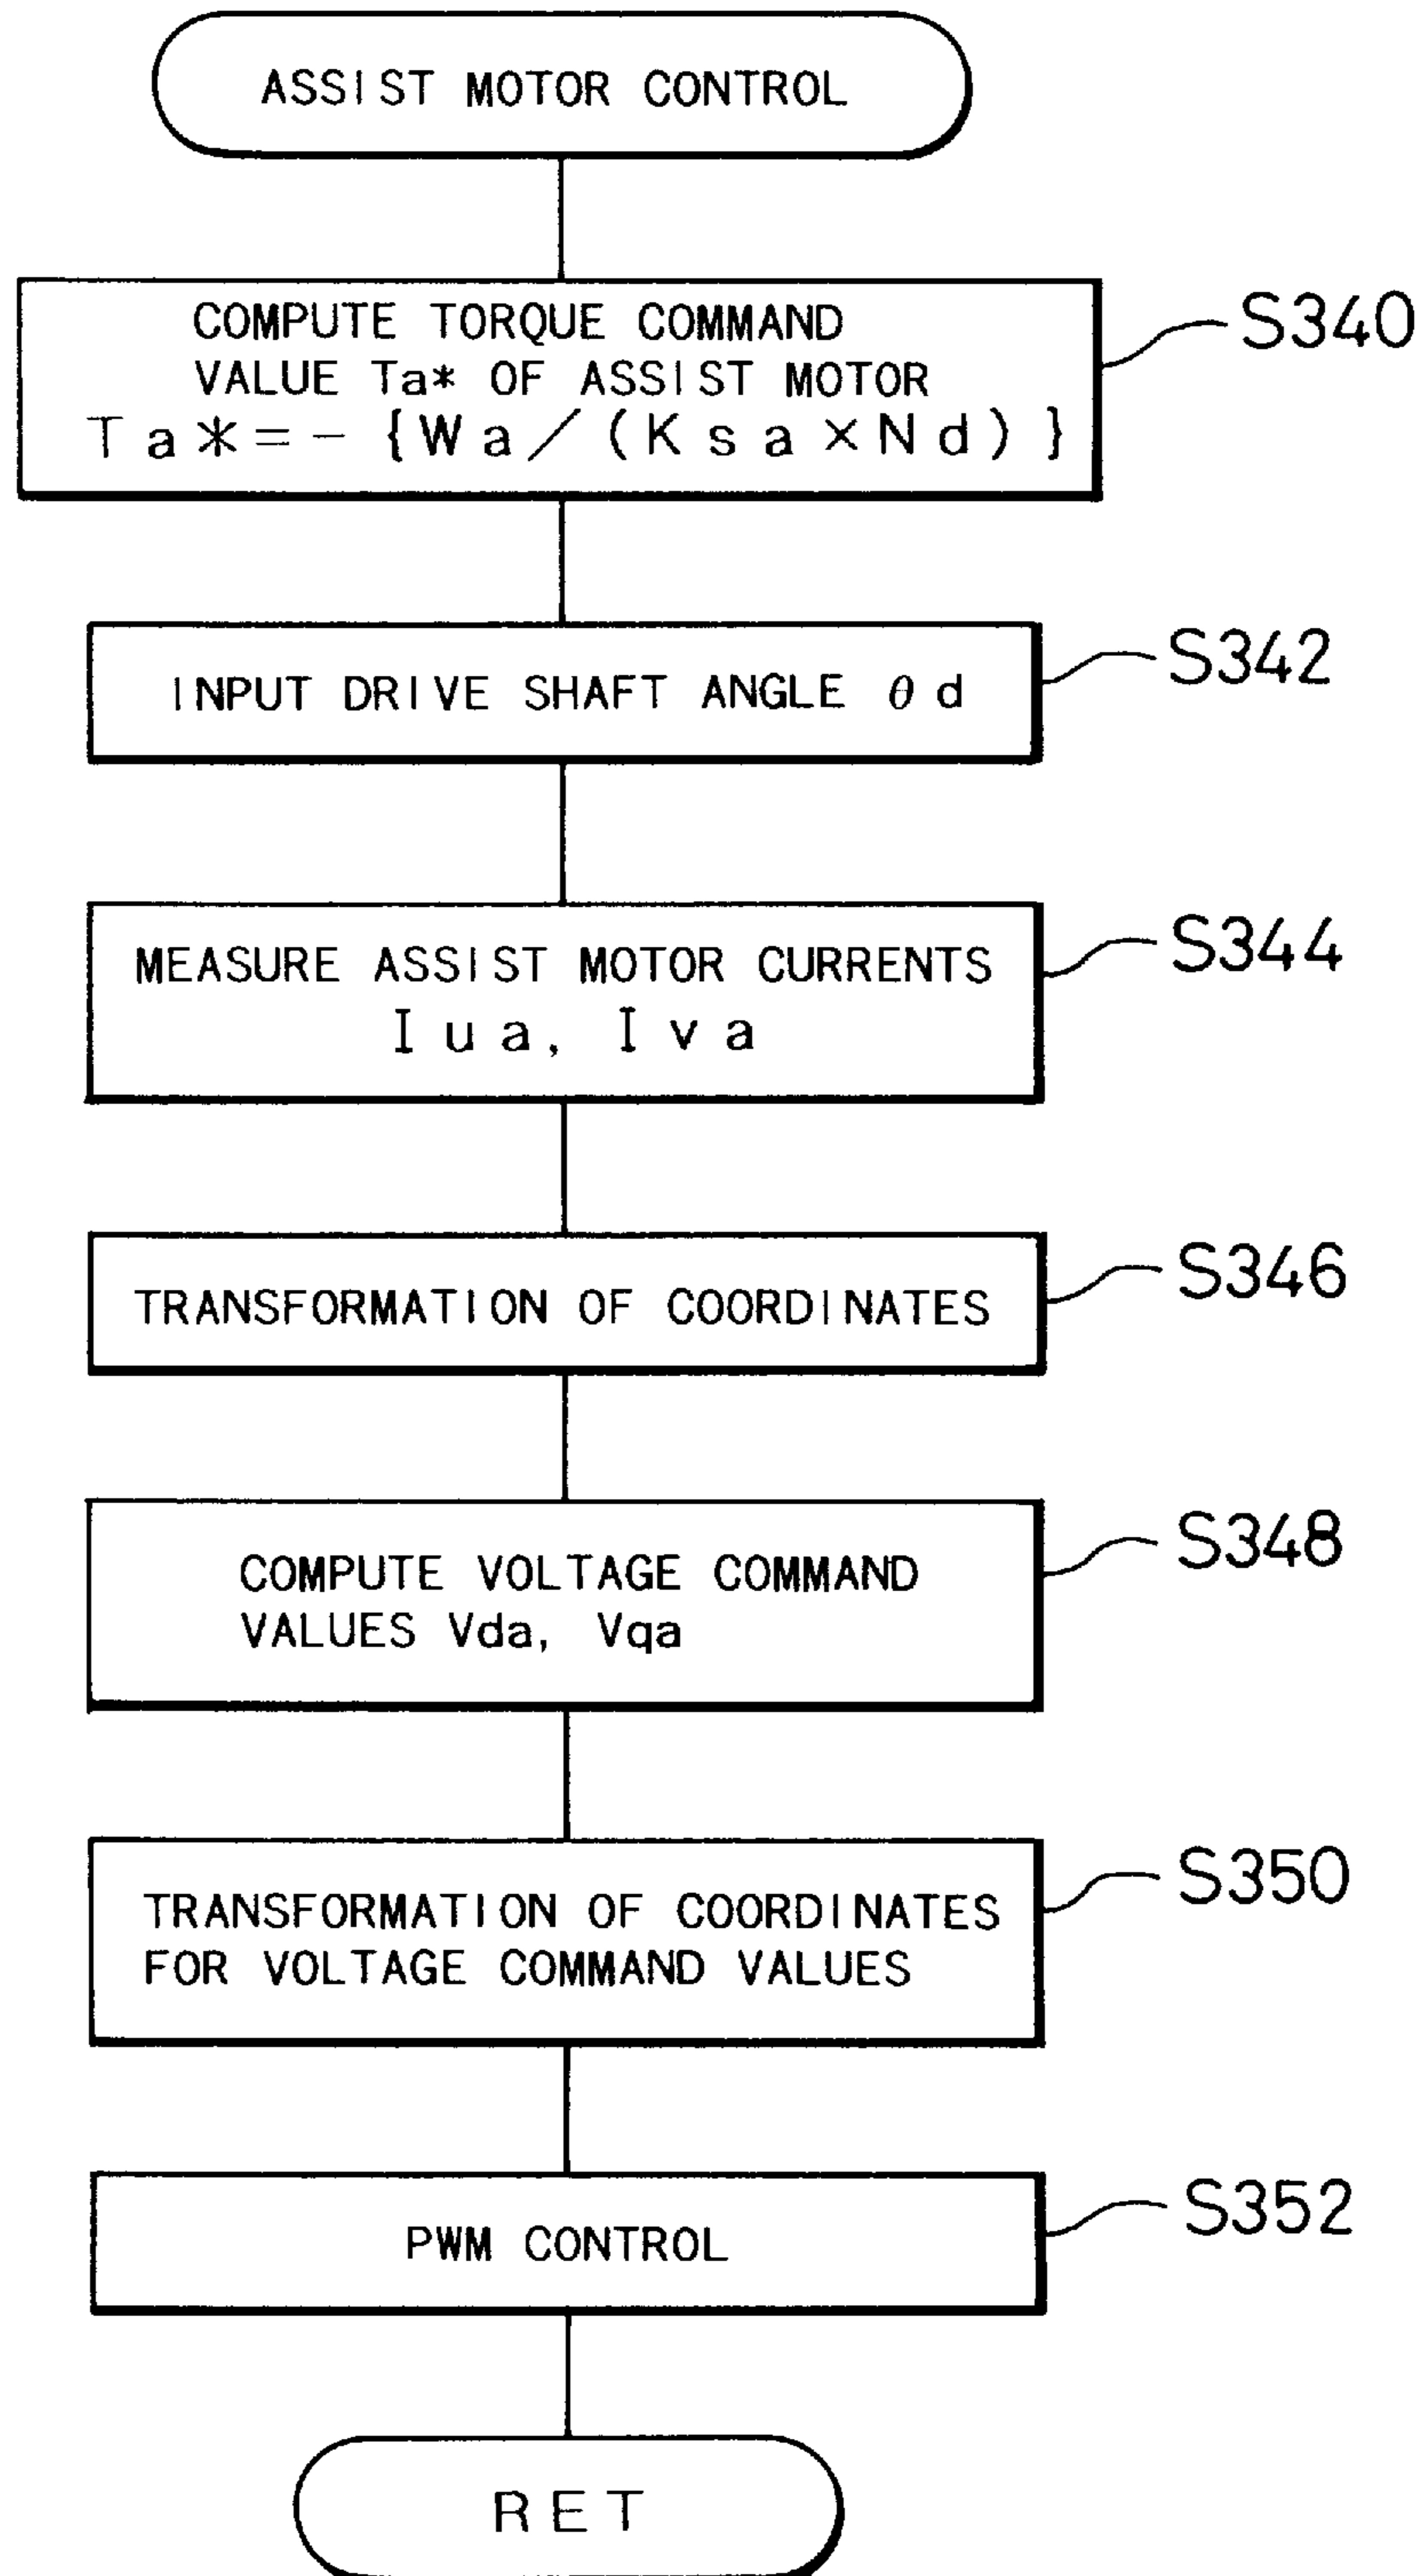 ASSIST MOTOR CONTROL
COMPUTE TORQUE COMMAND
VALUE Ta* OF ASSIST MOTOR
Ta*=-{Wa/(Ksa×Nd)}
S340
INPUT DRIVE SHAFT ANGLE θd
S342
MEASURE ASSIST MOTOR CURRENTS
Iua, Iva
S344
TRANSFORMATION OF COORDINATES
S346
COMPUTE VOLTAGE COMMAND
VALUES Vda, Vqa
S348
TRANSFORMATION OF COORDINATES
FOR VOLTAGE COMMAND VALUES
S350
PWM CONTROL
S352
RET